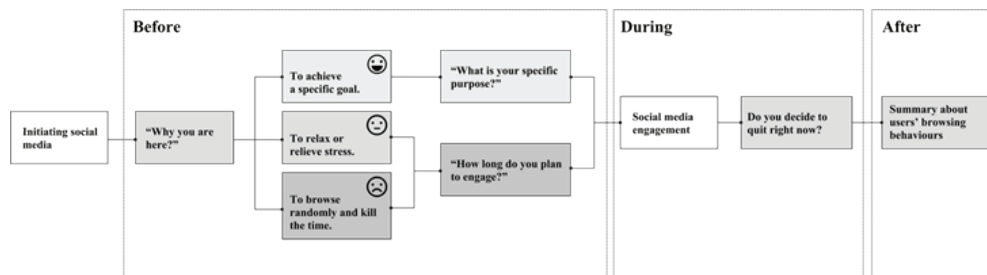 Before
During
After
Initiating social
media
“Why you are
here?”
To achieve
a specific goal.
To relax or
relieve stress.
To browse
randomly and kill
the time.
“What is your specific
purpose?”
“How long do you plan
to engage?”
Social media
engagement
Do you decide to
quit right now?
Summary about
users’ browsing
behaviours